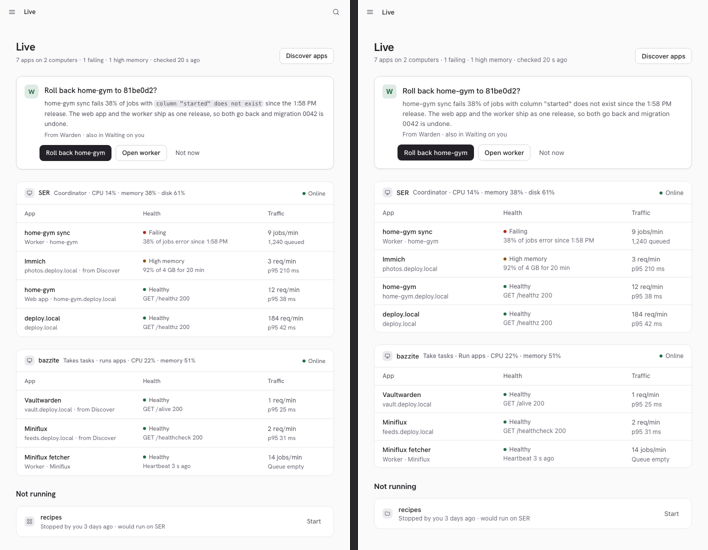 Live
Live
7 apps on 2 computers · 1 failing · 1 high memory · checked 20 s ago
Discover apps
W
Roll back home-gym to 81be0d2?
home-gym sync fails 38% of jobs with column "started" does not exist since the 1:58 PM
release. The web app and the worker ship as one release, so both go back and migration 0042 is
undone.
From Warden · also in Waiting on you
Roll back home-gym
Open worker
Not now
SER Coordinator · CPU 14% · memory 38% · disk 61%
Online
App Health Traffic
home-gym sync Failing 9 jobs/min
Worker · home-gym 38% of jobs error since 1:58 PM 1,240 queued
Immich High memory 3 req/min
photos.deploy.local · from Discover 92% of 4 GB for 20 min p95 210 ms
home-gym Healthy 12 req/min
Web app · home-gym.deploy.local GET /healthz 200 p95 38 ms
deploy.local Healthy 184 req/min
deploy.local GET /healthz 200 p95 42 ms
bazzite Takes tasks · runs apps · CPU 22% · memory 51%
Online
App Health Traffic
Vaultwarden Healthy 1 req/min
vault.deploy.local · from Discover GET /alive 200 p95 25 ms
Miniflux Healthy 2 req/min
feeds.deploy.local · from Discover GET /healthcheck 200 p95 31 ms
Miniflux fetcher Healthy 14 jobs/min
Worker · Miniflux Heartbeat 3 s ago Queue empty
Not running
recipes
Stopped by you 3 days ago · would run on SER
Start
Live
Live
7 apps on 2 computers · 1 failing · 1 high memory · checked 20 s ago
Discover apps
W
Roll back home-gym to 81be0d2?
home-gym sync fails 38% of jobs with column "started" does not exist since the 1:58 PM
release. The web app and the worker ship as one release, so both go back and migration
0042 is undone.
From Warden · also in Waiting on you
Roll back home-gym
Open worker
Not now
SER Coordinator · CPU 14% · memory 38% · disk 61%
Online
App Health Traffic
home-gym sync Failing 9 jobs/min
Worker · home-gym 38% of jobs error since 1:58 PM 1,240 queued
Immich High memory 3 req/min
photos.deploy.local 92% of 4 GB for 20 min p95 210 ms
home-gym Healthy 12 req/min
home-gym.deploy.local GET /healthz 200 p95 38 ms
deploy.local Healthy 184 req/min
deploy.local GET /healthz 200 p95 42 ms
bazzite Take tasks · Run apps · CPU 22% · memory 51%
Online
App Health Traffic
Vaultwarden Healthy 1 req/min
vault.deploy.local GET /alive 200 p95 25 ms
Miniflux Healthy 2 req/min
feeds.deploy.local GET /healthcheck 200 p95 31 ms
Miniflux fetcher Healthy 14 jobs/min
Worker · Miniflux Heartbeat 3 s ago Queue empty
Not running
recipes
Stopped by you 3 days ago · would run on SER
Start